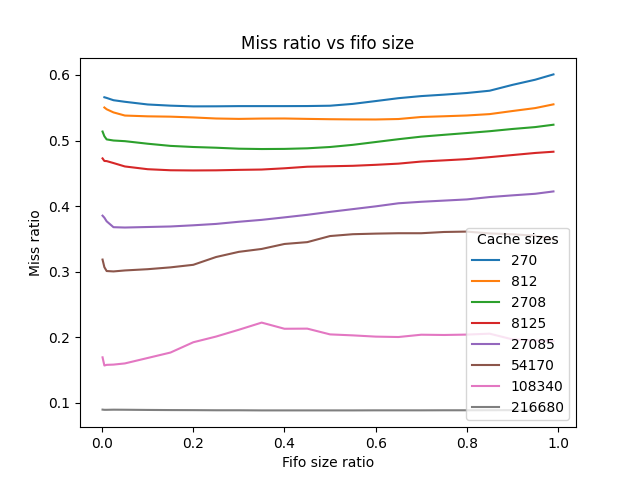 Miss ratio vs fifo size
Miss ratio
0.6
0.5
0.4
0.3
0.2
0.1
Cache sizes
270
812
2708
8125
27085
54170
108340
216680
0.0 0.2 0.4 0.6 0.8 1.0
Fifo size ratio